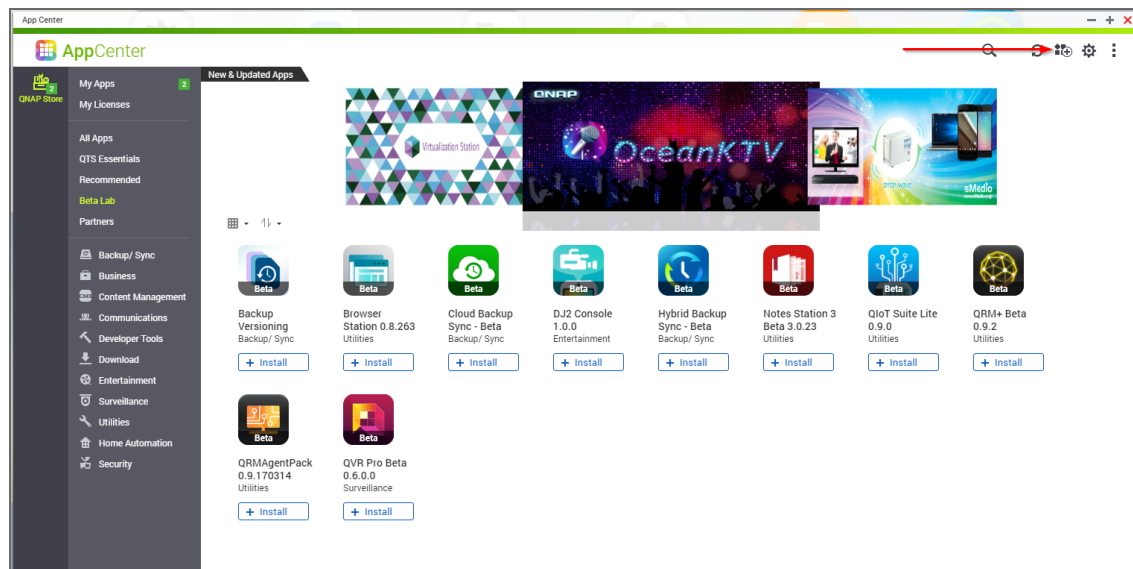 App Center
AppCenter
QNAP Store
2
My Apps 2
My Licenses
All Apps
QTS Essentials
Recommended
Beta Lab
Partners
Backup/ Sync
Business
CMS
Content Management
Communications
Developer Tools
Download
Entertainment
Surveillance
Utilities
Home Automation
Security
New & Updated Apps
Virtualization Station
QNAP
OceanKTV
DTCP MOVE
sMedio
Beta
Backup
Versioning
Backup/ Sync
+ Install
Beta
Browser
Station 0.8.263
Utilities
+ Install
Beta
Cloud Backup
Sync - Beta
Backup/ Sync
+ Install
Beta
DJ2 Console
1.0.0
Entertainment
+ Install
Beta
Hybrid Backup
Sync - Beta
Backup/ Sync
+ Install
Beta
Notes Station 3
Beta 3.0.23
Utilities
+ Install
Beta
QIoT Suite Lite
0.9.0
Utilities
+ Install
Beta
QRM+ Beta
0.9.2
Utilities
+ Install
Beta
QRMAgentPack
0.9.170314
Utilities
+ Install
Beta
QVR Pro Beta
0.6.0.0
Surveillance
+ Install